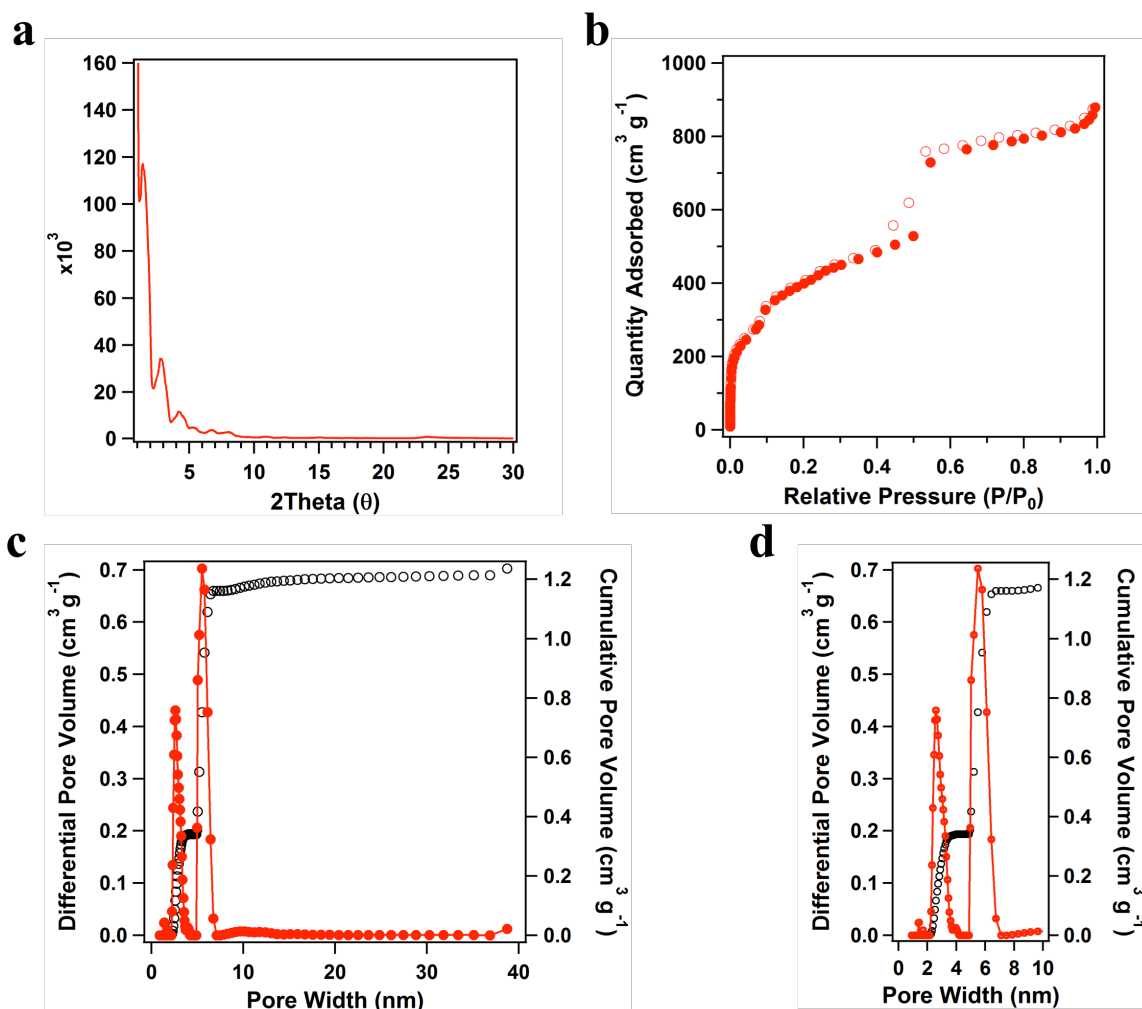 a
160
140
120
100
80
60
40
20
0
x10³
5 10 15 20 25 30
2Theta (θ)
b
1000
800
600
400
200
0
Quantity Adsorbed (cm³ g⁻¹)
0.0 0.2 0.4 0.6 0.8 1.0
Relative Pressure (P/P₀)
c
0.7
0.6
0.5
0.4
0.3
0.2
0.1
0.0
Differential Pore Volume (cm³ g⁻¹)
1.2
1.0
0.8
0.6
0.4
0.2
0.0
Cumulative Pore Volume (cm³ g⁻¹)
0 10 20 30 40
Pore Width (nm)
d
0.7
0.6
0.5
0.4
0.3
0.2
0.1
0.0
Differential Pore Volume (cm³ g⁻¹)
1.2
1.0
0.8
0.6
0.4
0.2
0.0
Cumulative Pore Volume (cm³ g⁻¹)
0 2 4 6 8 10
Pore Width (nm)